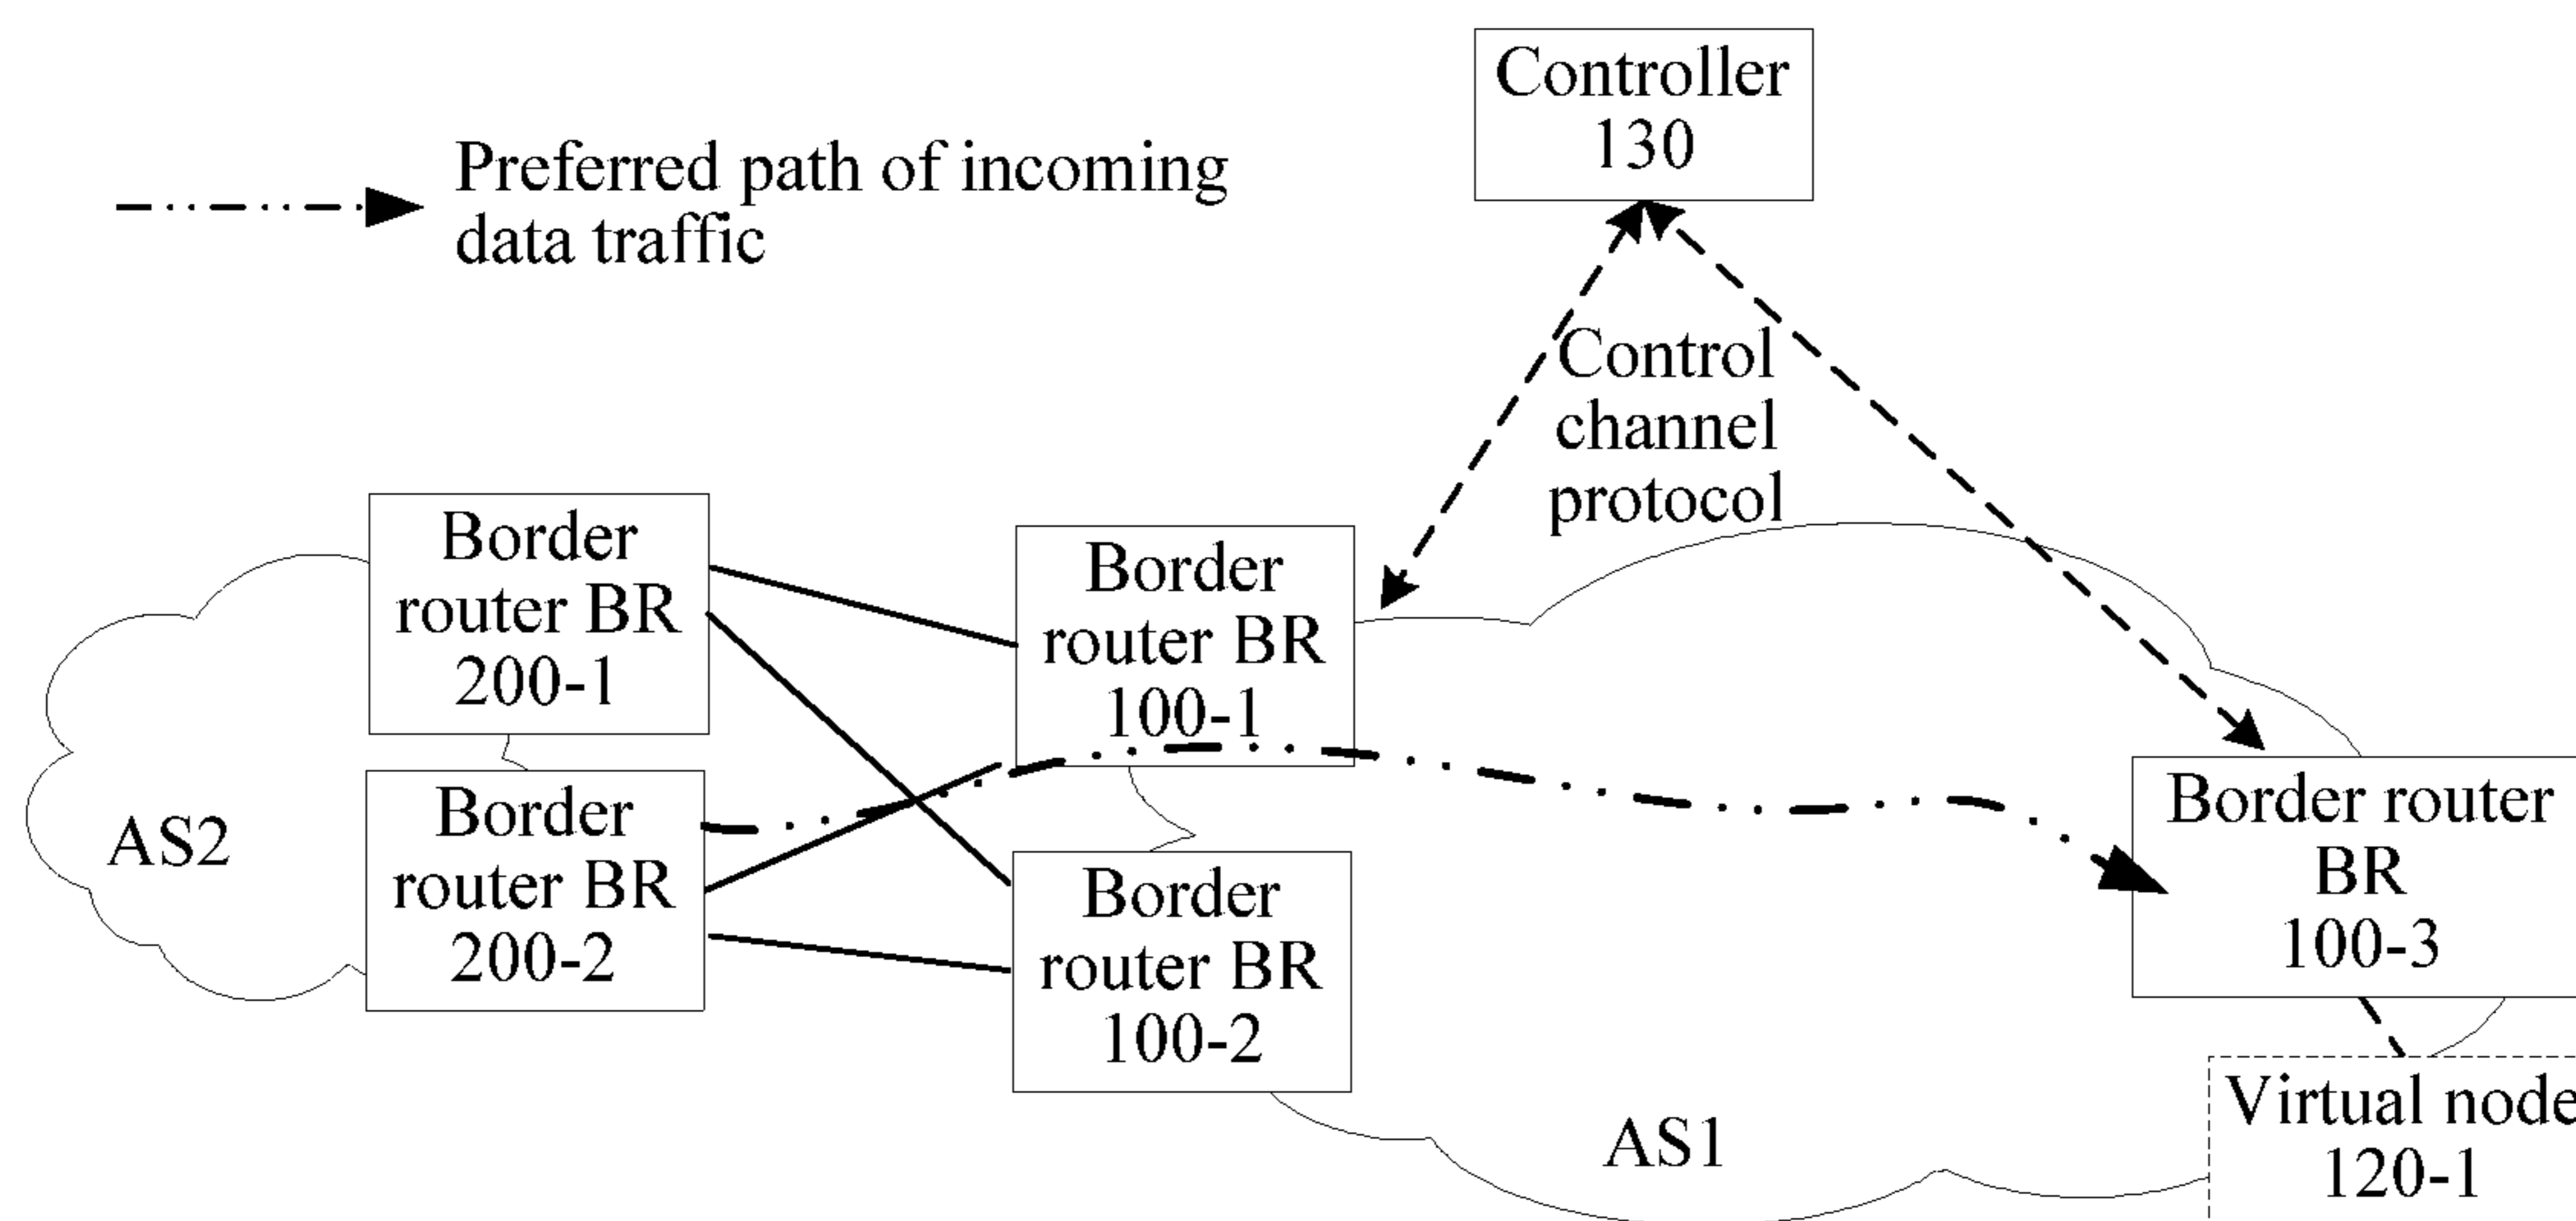 Controller
130
Preferred path of incoming
data traffic
Control
channel
protocol
Border
router BR
200-1
Border
router BR
100-1
Border
router BR
200-2
AS2
Border
router BR
100-2
Border router
BR
100-3
AS1
Virtual node
120-1